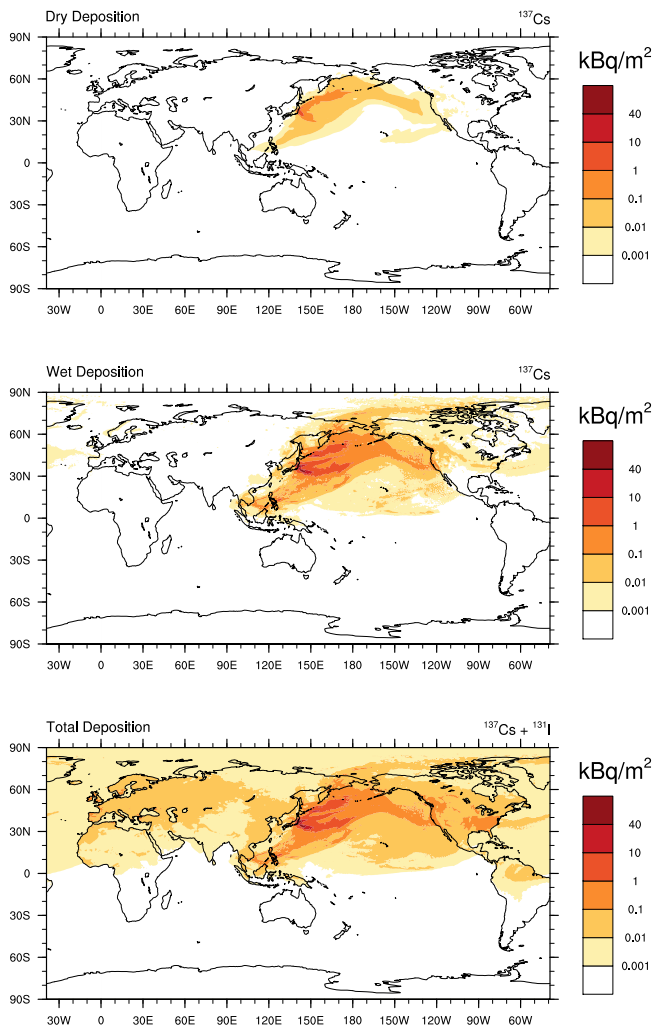 Dry Deposition ¹³⁷Cs
90N
60N
30N
0
30S
60S
90S
30W 0 30E 60E 90E 120E 150E 180 150W 120W 90W 60W
kBq/m²
40
10
1
0.1
0.01
0.001
Wet Deposition ¹³⁷Cs
90N
60N
30N
0
30S
60S
90S
30W 0 30E 60E 90E 120E 150E 180 150W 120W 90W 60W
kBq/m²
40
10
1
0.1
0.01
0.001
Total Deposition ¹³⁷Cs + ¹³¹I
90N
60N
30N
0
30S
60S
90S
30W 0 30E 60E 90E 120E 150E 180 150W 120W 90W 60W
kBq/m²
40
10
1
0.1
0.01
0.001